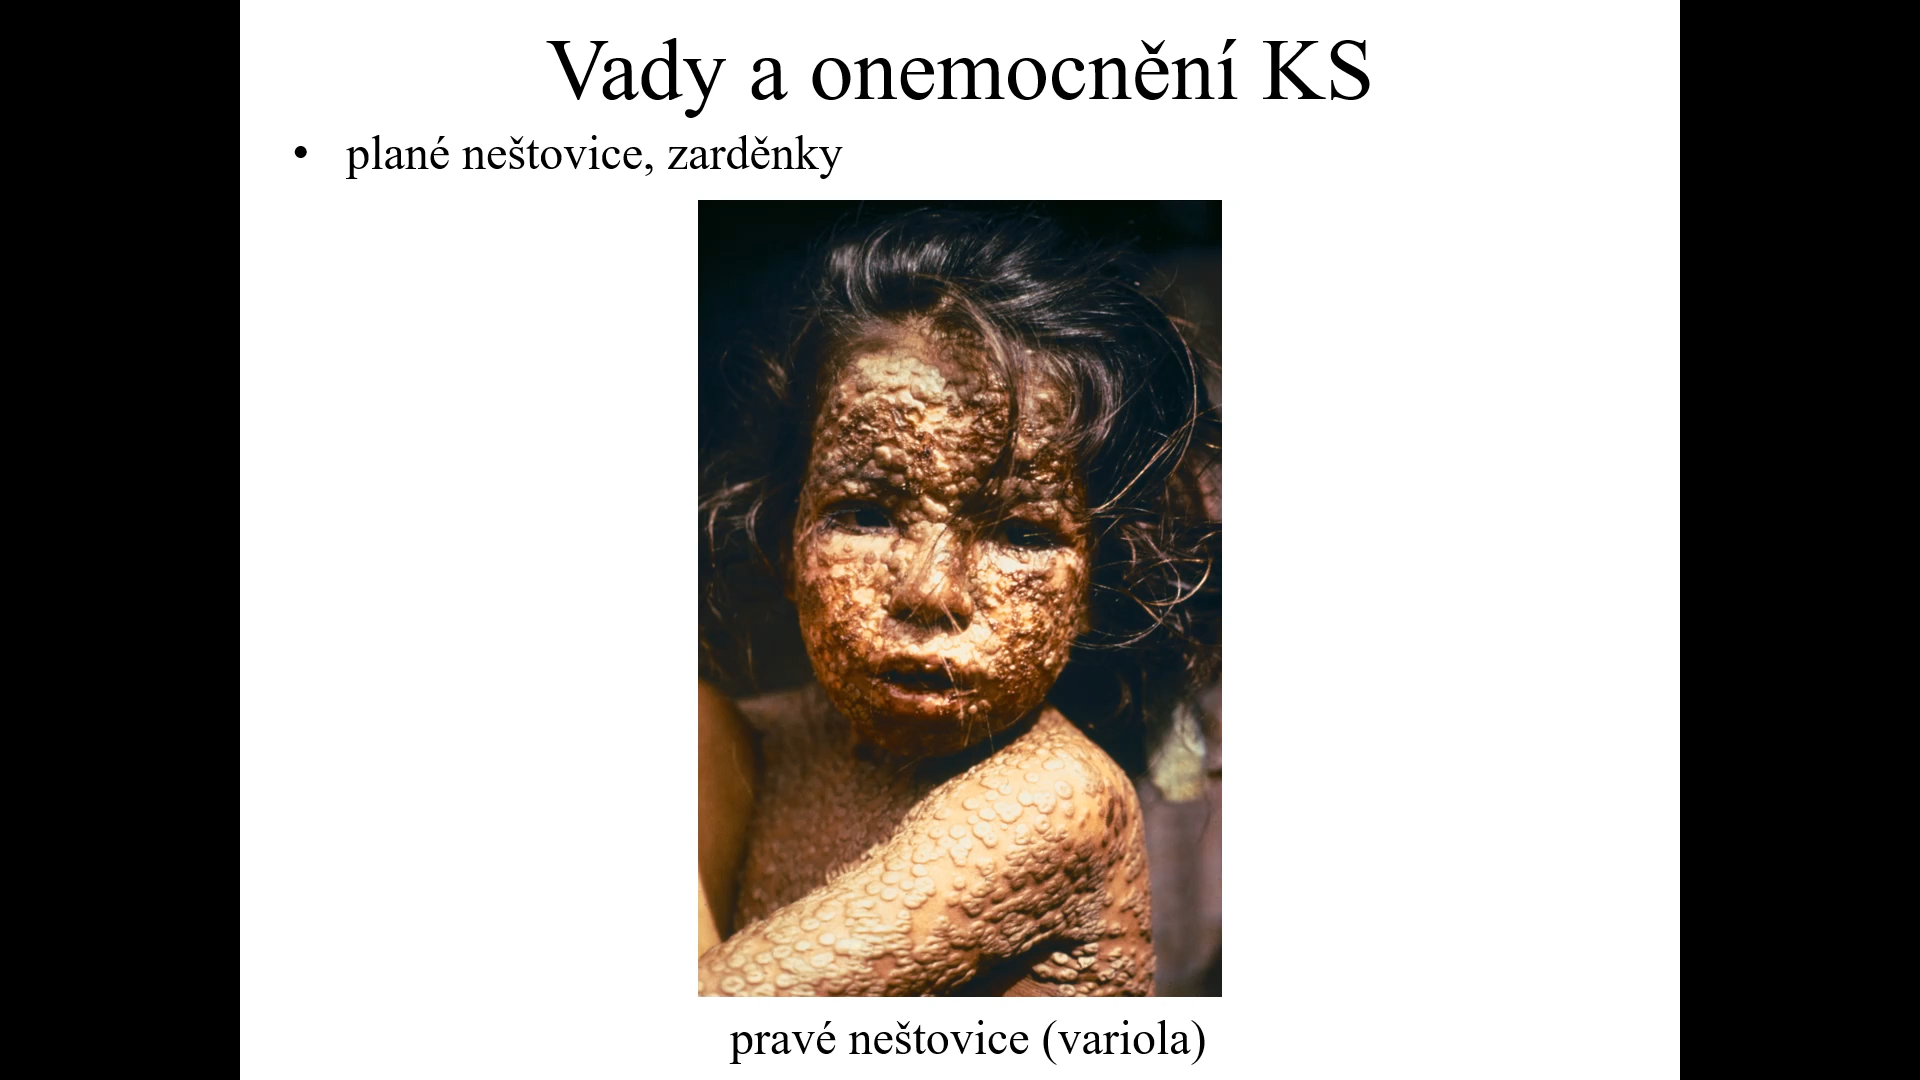 Vady a onemocnění KS
• plané neštovice, zarděnky
pravé neštovice (variola)